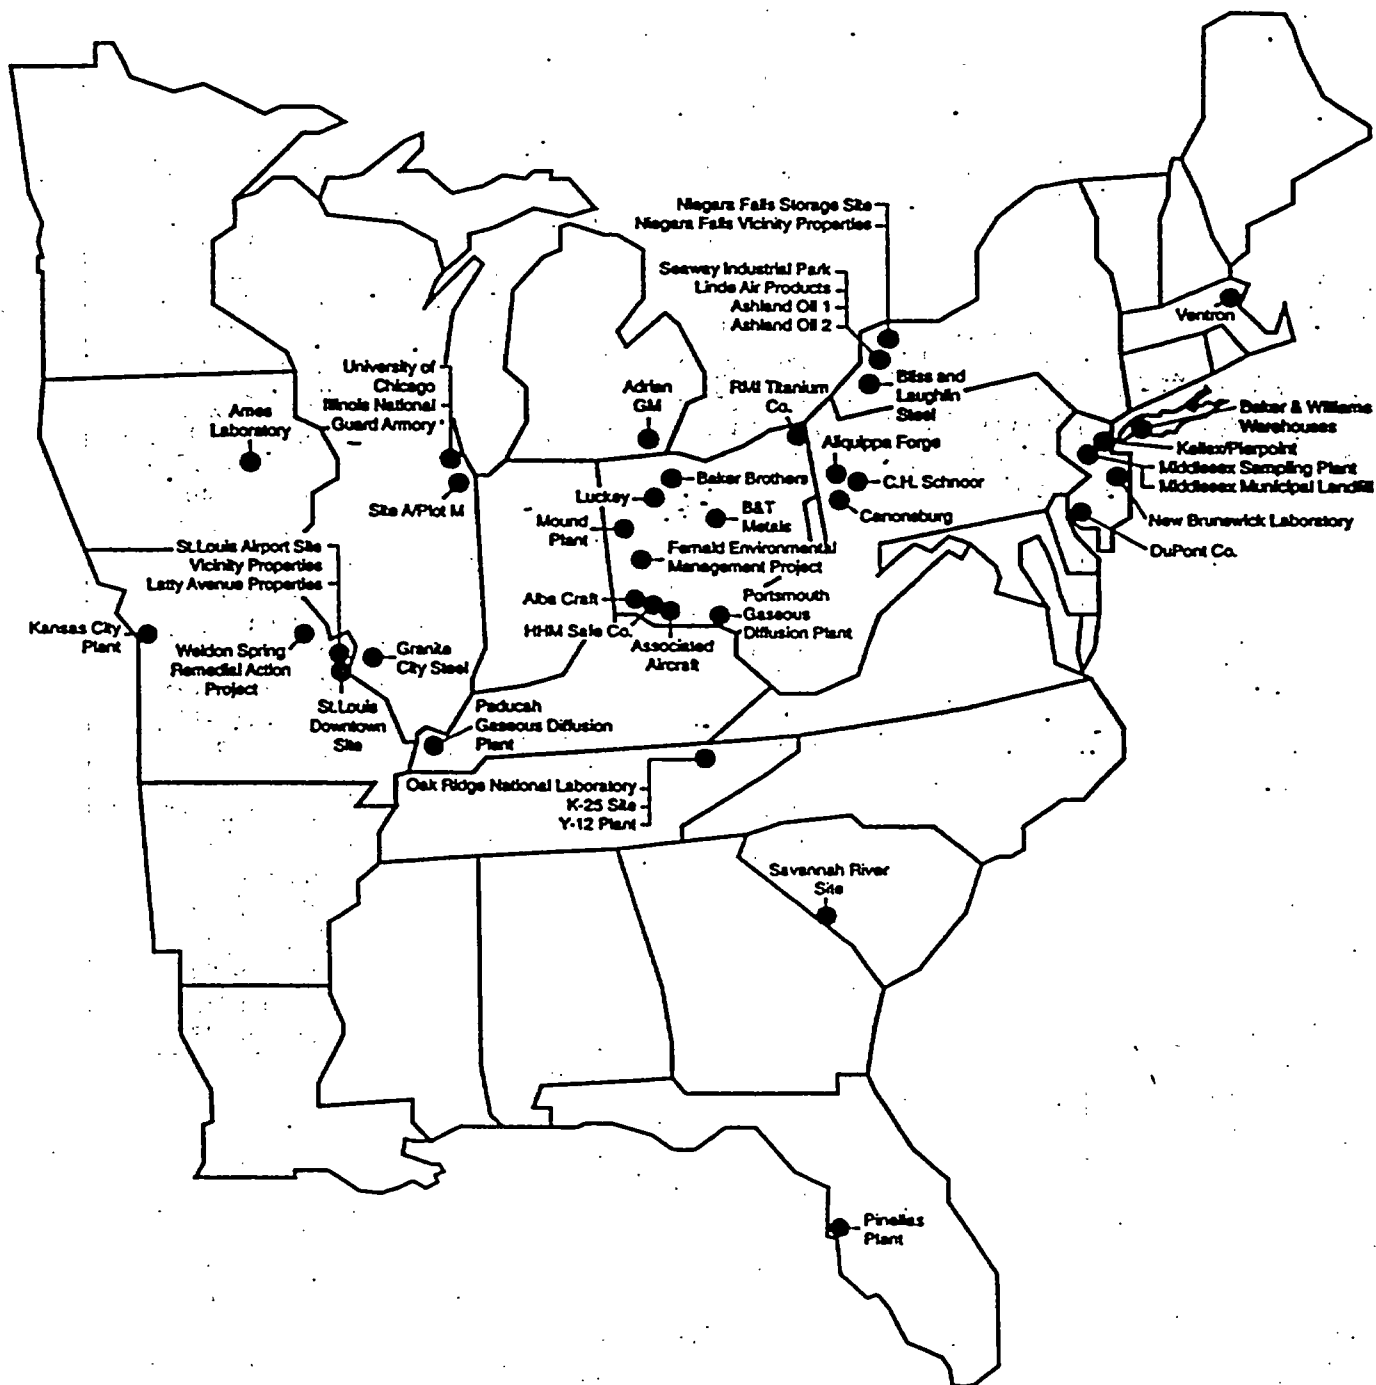 Niagara Falls Storage Site
Niagara Falls Vicinity Properties
Seaway Industrial Park
Linde Air Products
Ashland Oil 1
Ashland Oil 2
Ventron
University of
Chicago
Illinois National
Guard Armory
Adrian
GM
RMI Titanium
Co.
Bliss and
Laughlin
Steel
Ames
Laboratory
Baker & Williams
Warehouses
Kellex/Pierpoint
Middlesex Sampling Plant
Middlesex Municipal Landfill
New Brunswick Laboratory
DuPont Co.
Aliquippa Forge
C.H. Schnoor
Canonsburg
Site A/Plot M
Baker Brothers
Luckey
B&T
Metals
Mound
Plant
Fernald Environmental
Management Project
St.Louis Airport Site
Vicinity Properties
Latty Avenue Properties
Alba Craft
HHM Safe Co.
Associated
Aircraft
Portsmouth
Gaseous
Diffusion Plant
Kansas City
Plant
Weldon Spring
Remedial Action
Project
Granite
City Steel
St.Louis
Downtown
Site
Paducah
Gaseous Diffusion
Plant
Oak Ridge National Laboratory
K-25 Site
Y-12 Plant
Savannah River
Site
Pinellas
Plant